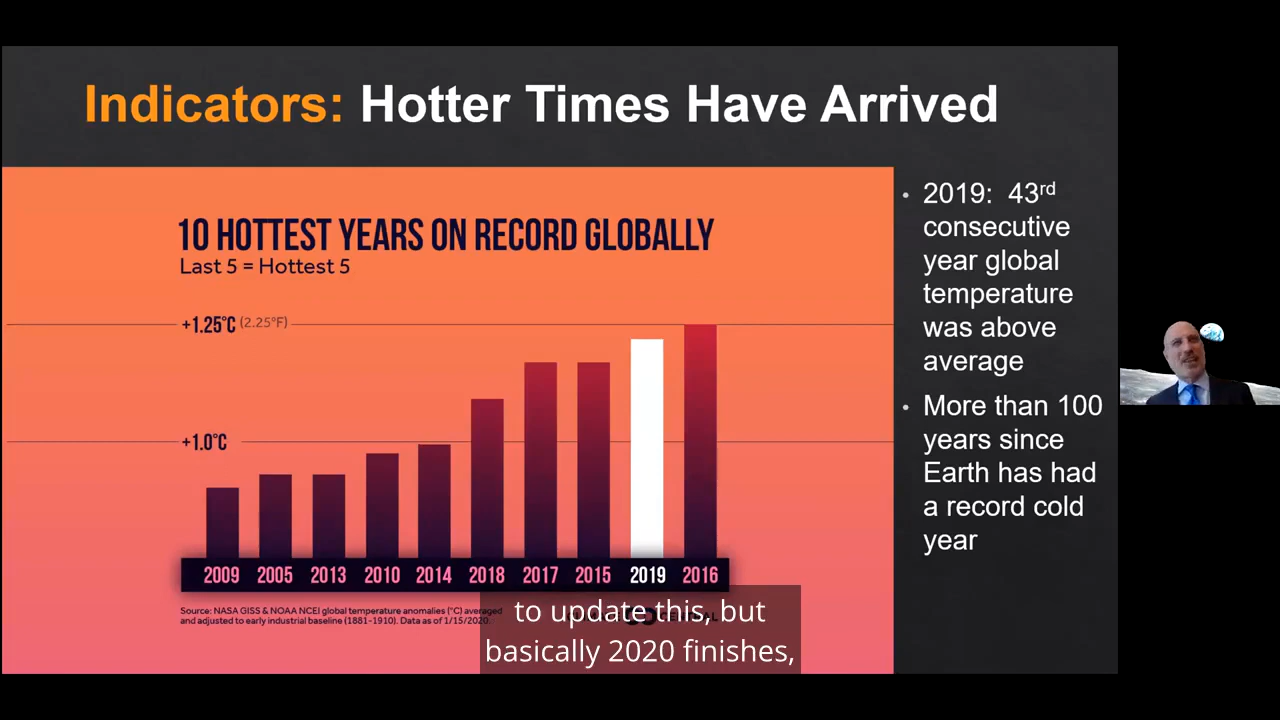 Indicators: Hotter Times Have Arrived
10 HOTTEST YEARS ON RECORD GLOBALLY
Last 5 = Hottest 5
+1.25°C (2.25°F)
+1.0°C
2009 2005 2013 2010 2014 2018 2017 2015 2019 2016
Source: NASA GISS & NOAA NCEI global temperature anomalies (°C) averaged
and adjusted to early industrial baseline (1881-1910). Data as of 1/15/2020.
• 2019: 43rd
consecutive
year global
temperature
was above
average
• More than 100
years since
Earth has had
a record cold
year
to update this, but
basically 2020 finishes,